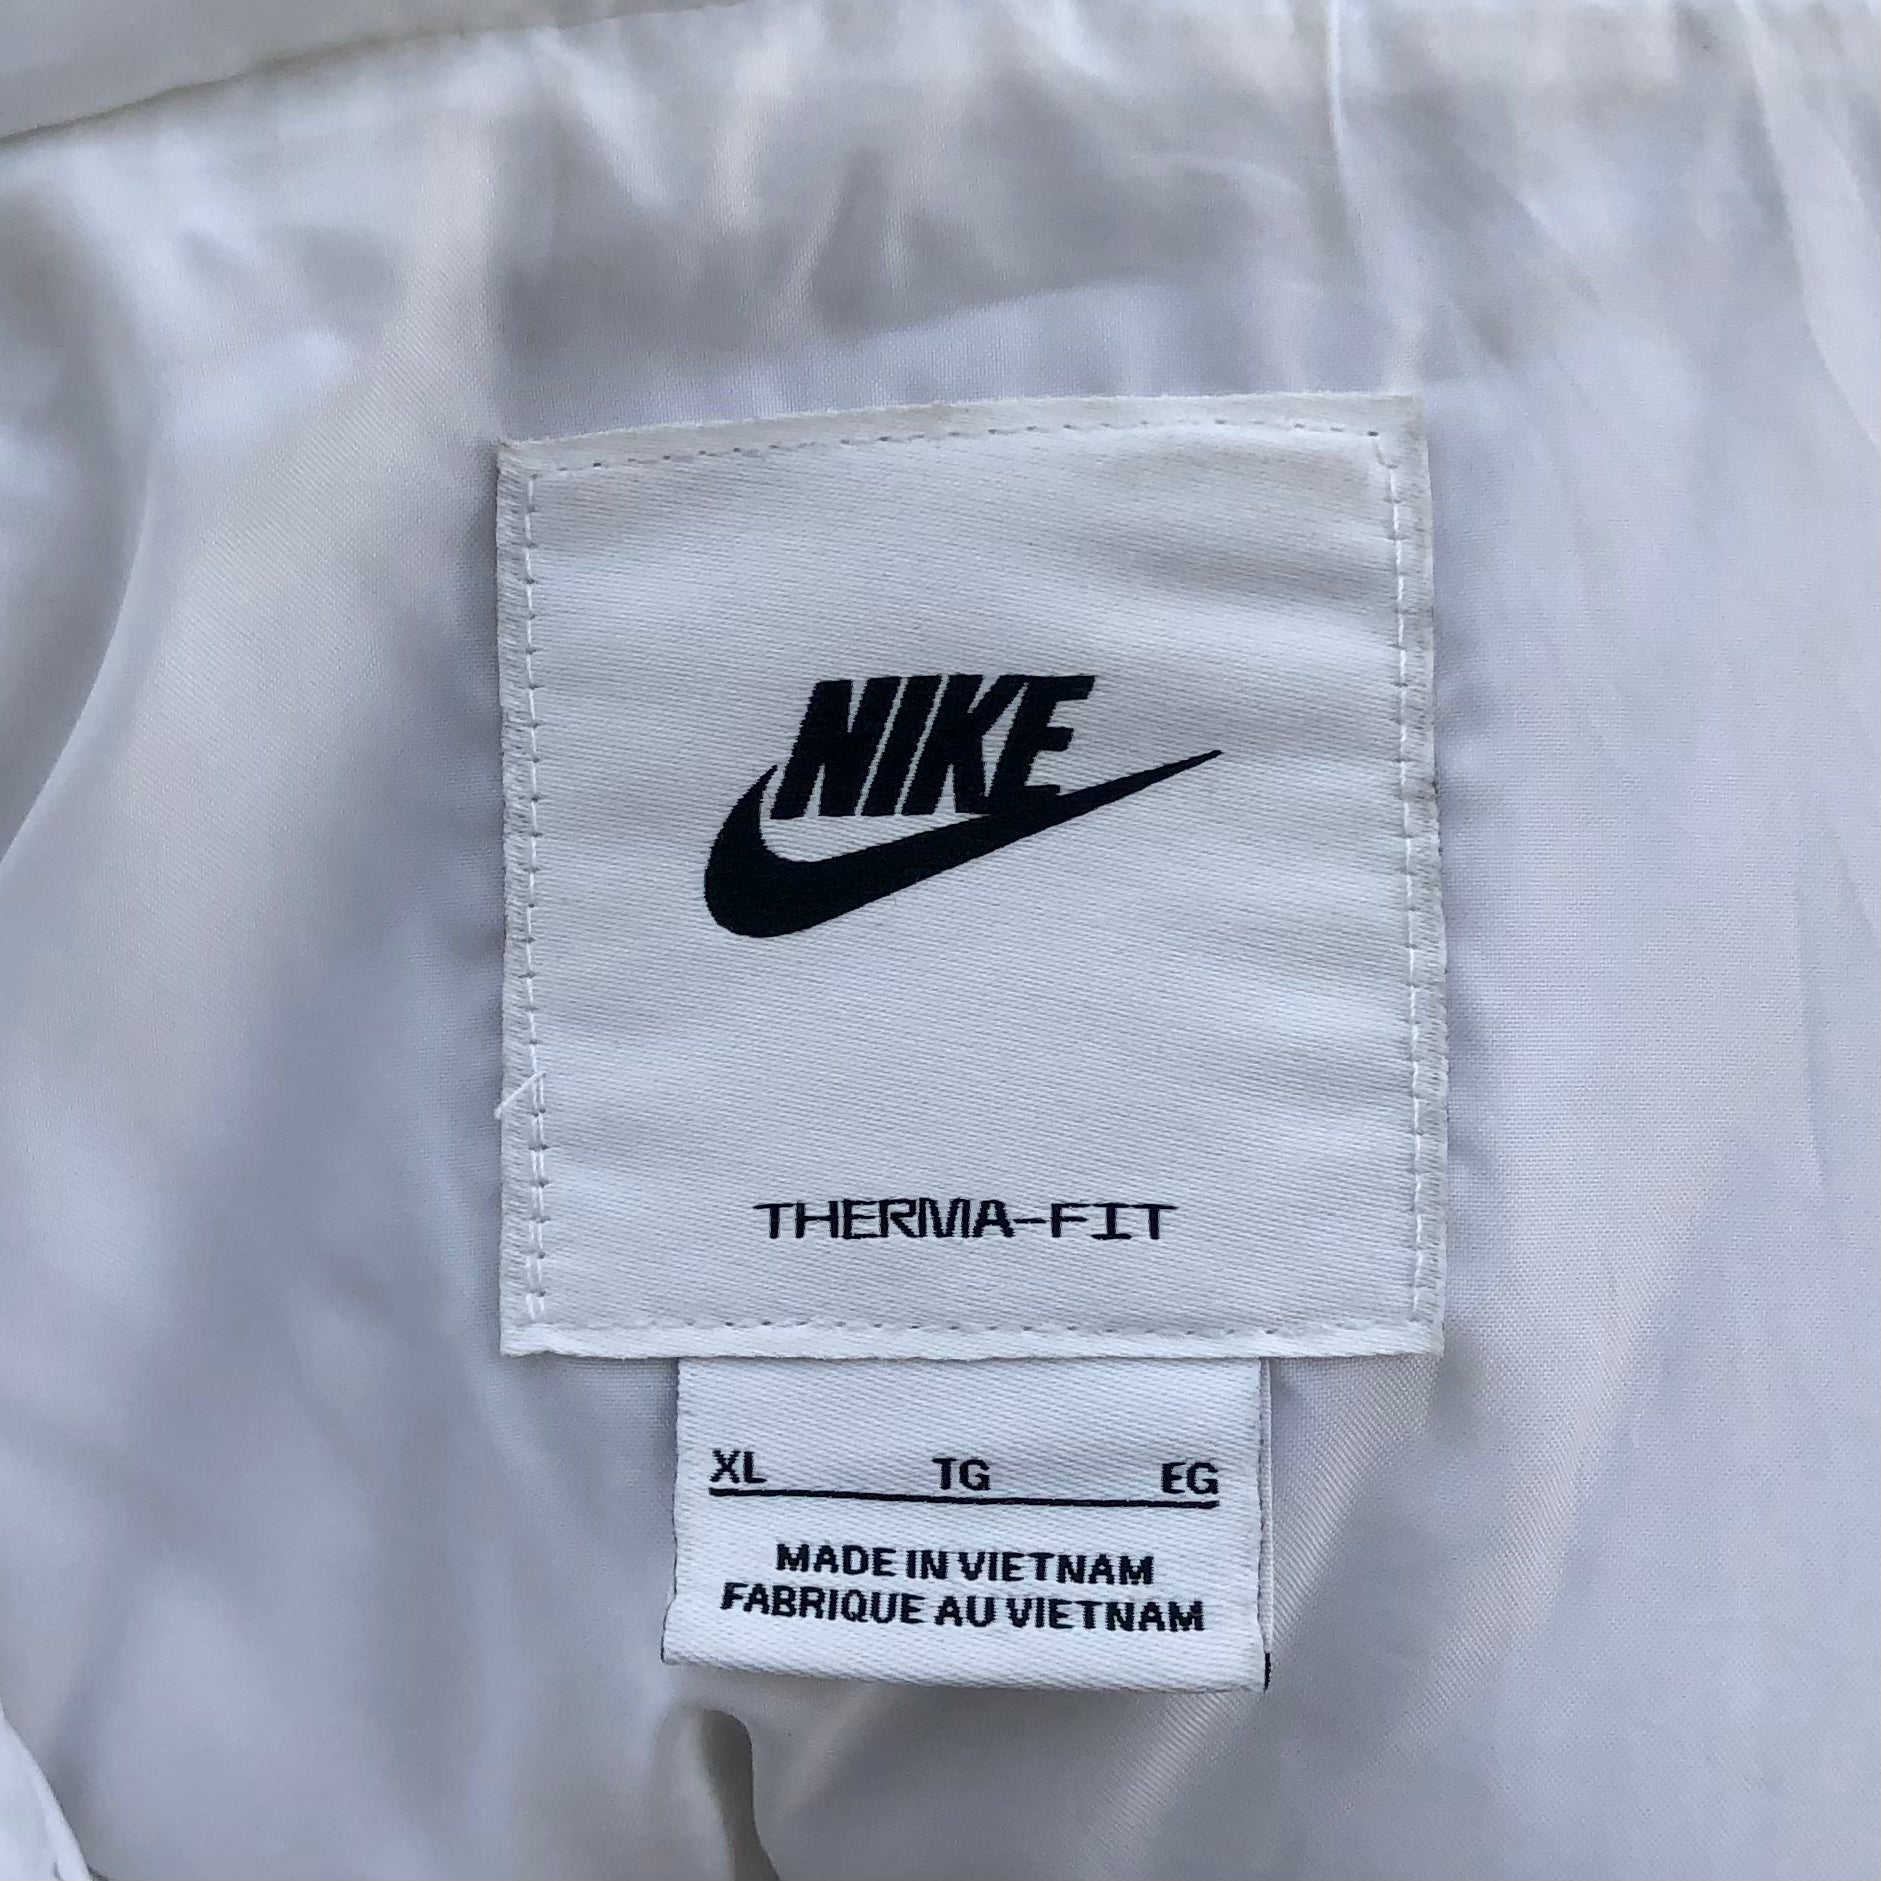 NIKE
THERMA-FIT
XL TG EG
MADE IN VIETNAM
FABRIQUE AU VIETNAM